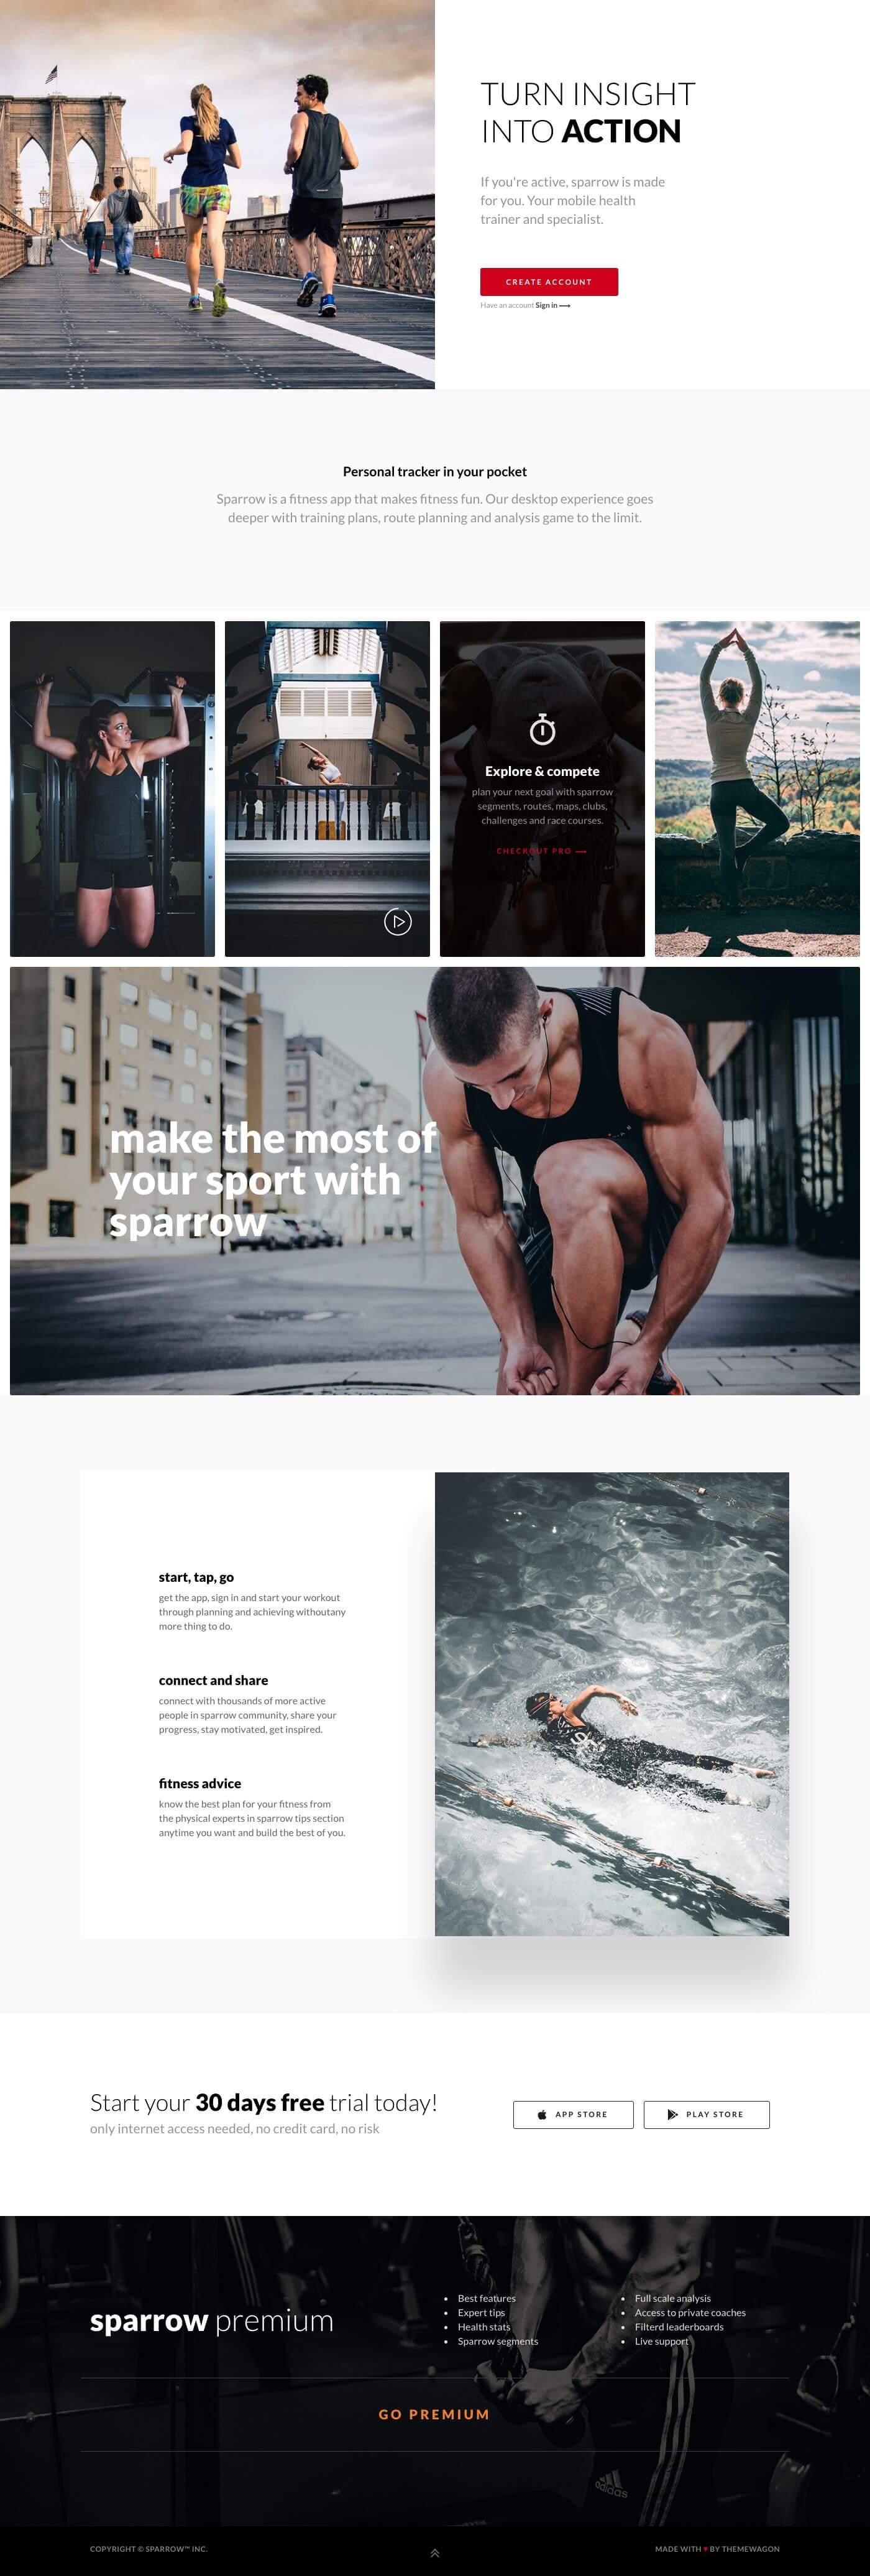 TURN INSIGHT
INTO ACTION
If you're active, sparrow is made
for you. Your mobile health
trainer and specialist.
CREATE ACCOUNT
Have an account Sign in ⟶
Personal tracker in your pocket
Sparrow is a fitness app that makes fitness fun. Our desktop experience goes
deeper with training plans, route planning and analysis game to the limit.
Explore & compete
plan your next goal with sparrow
segments, routes, maps, clubs,
challenges and race courses.
CHECKOUT PRO ⟶
make the most of
your sport with
sparrow
start, tap, go
get the app, sign in and start your workout
through planning and achieving withoutany
more thing to do.
connect and share
connect with thousands of more active
people in sparrow community, share your
progress, stay motivated, get inspired.
fitness advice
know the best plan for your fitness from
the physical experts in sparrow tips section
anytime you want and build the best of you.
Start your 30 days free trial today!
only internet access needed, no credit card, no risk
APP STORE
PLAY STORE
sparrow premium
• Best features
• Expert tips
• Health stats
• Sparrow segments
• Full scale analysis
• Access to private coaches
• Filterd leaderboards
• Live support
GO PREMIUM
adidas
COPYRIGHT © SPARROW™ INC.
MADE WITH ♥ BY THEMEWAGON